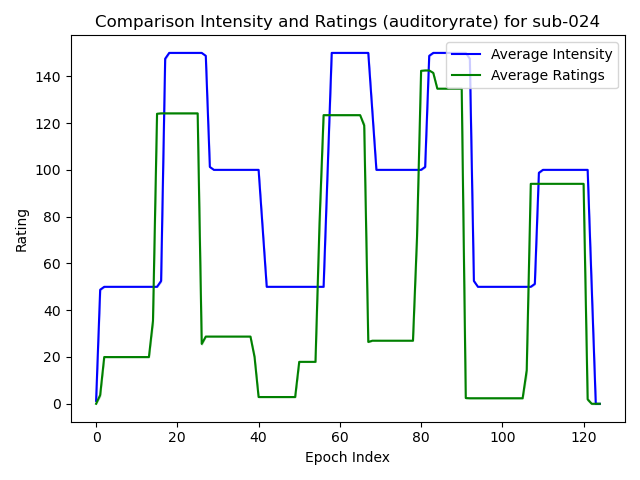 Comparison Intensity and Ratings (auditoryrate) for sub-024
Average Intensity
Average Ratings
Rating
140
120
100
80
60
40
20
0
0 20 40 60 80 100 120
Epoch Index